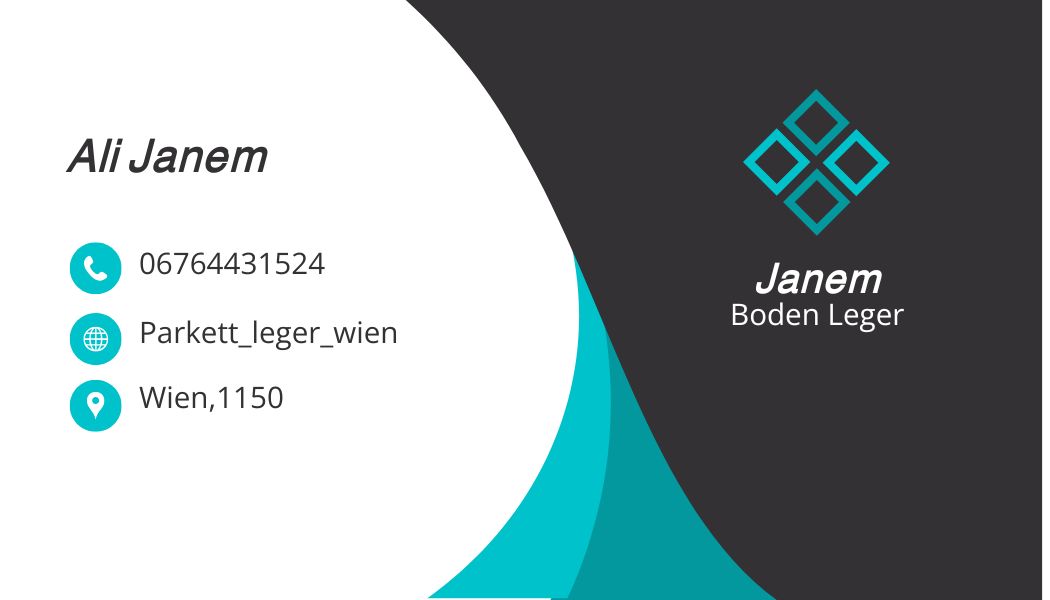 Ali Janem
06764431524
Parkett_leger_wien
Wien,1150
Janem
Boden Leger